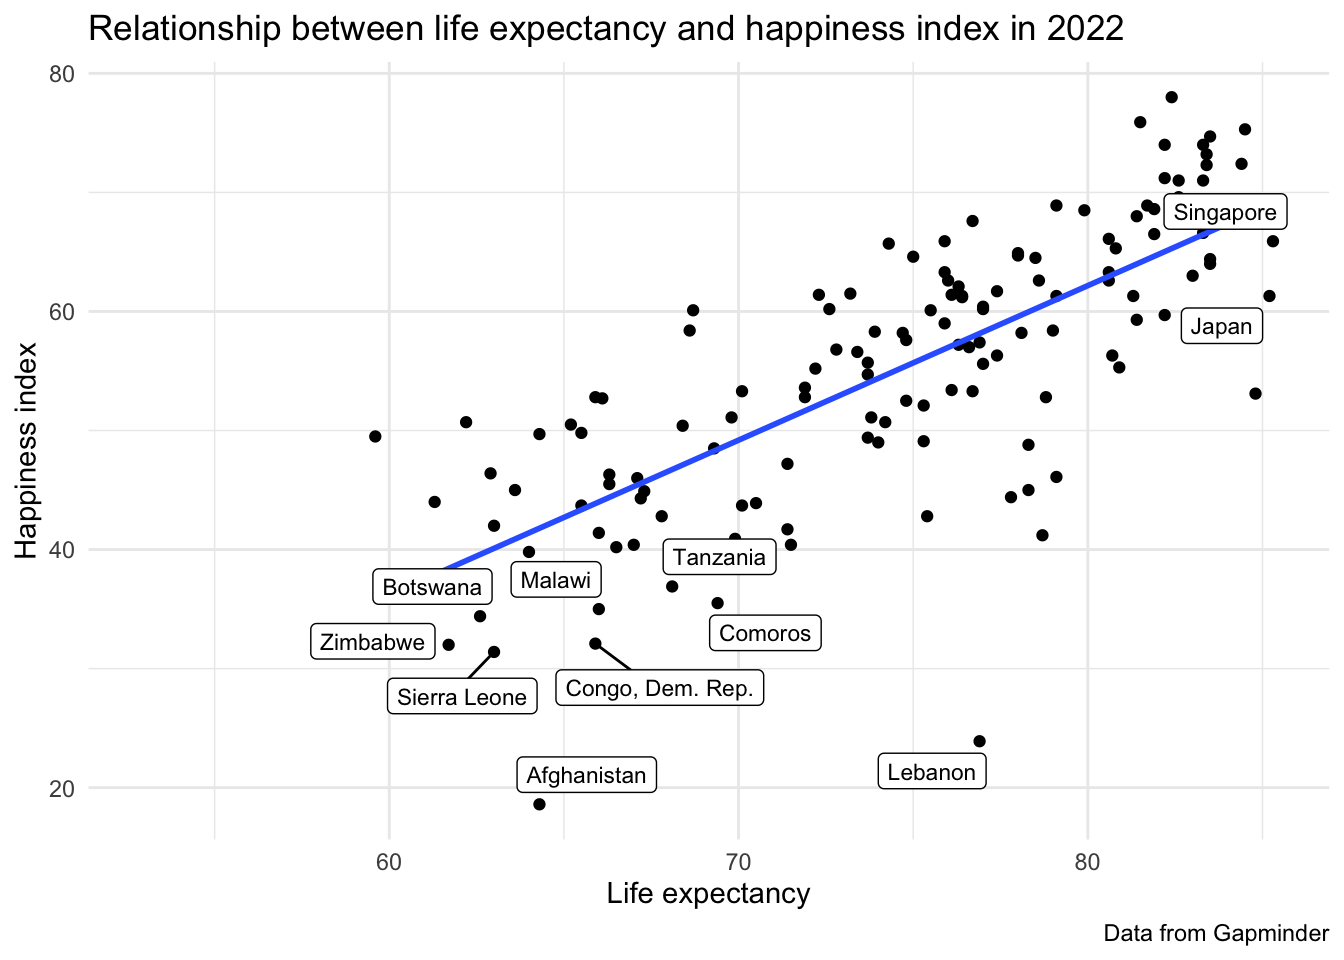 Relationship between life expectancy and happiness index in 2022
80
60
40
20
Happiness index
Singapore
Japan
Tanzania
Botswana
Malawi
Zimbabwe
Comoros
Sierra Leone
Congo, Dem. Rep.
Afghanistan
Lebanon
60
70
80
Life expectancy
Data from Gapminder